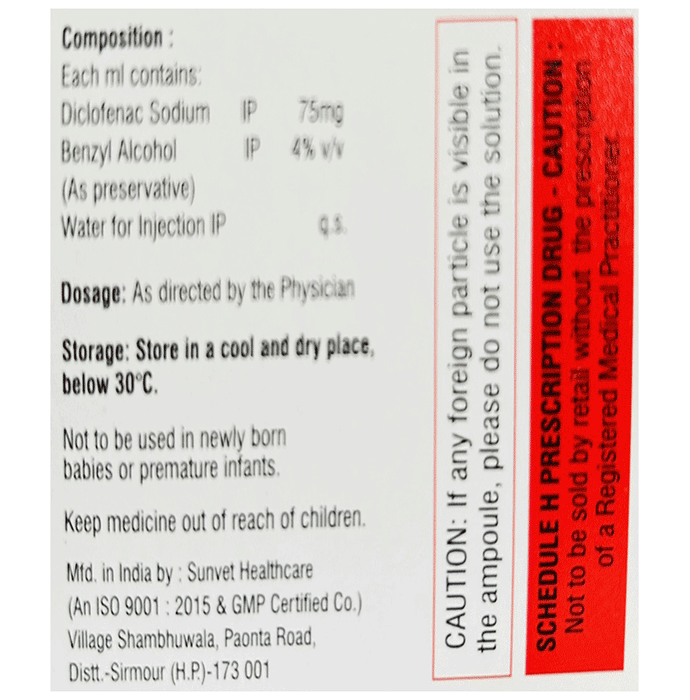 Composition :
Each ml contains:
Diclofenac Sodium IP 75mg
Benzyl Alcohol IP 4% v/v
(As preservative)
Water for Injection IP q.s.
Dosage: As directed by the Physician
Storage: Store in a cool and dry place,
below 30°C.
Not to be used in newly born
babies or premature infants.
Keep medicine out of reach of children.
Mfd. in India by : Sunvet Healthcare
(An ISO 9001 : 2015 & GMP Certified Co.)
Village Shambhuwala, Paonta Road,
Distt.-Sirmour (H.P.)-173 001
CAUTION: If any foreign particle is visible in
the ampoule, please do not use the solution.
SCHEDULE H PRESCRIPTION DRUG - CAUTION :
Not to be sold by retail without the prescription
of a Registered Medical Practitioner.